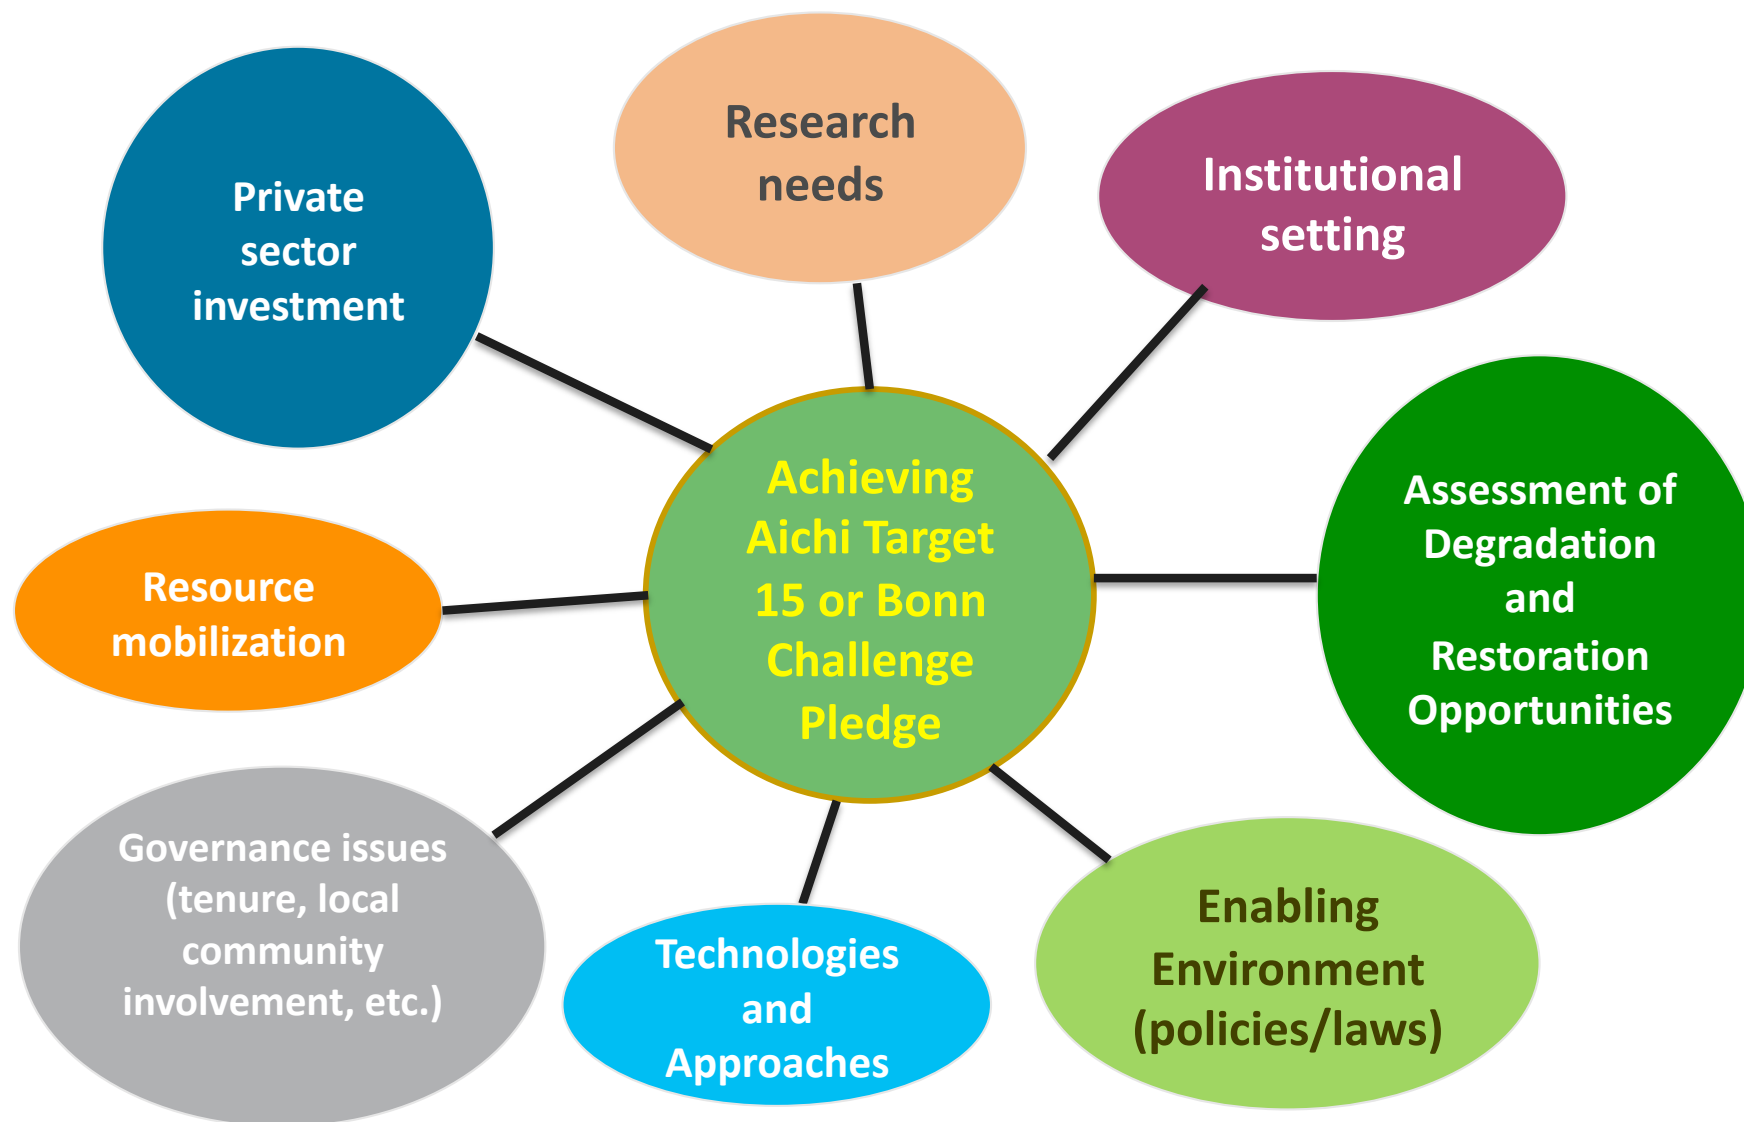 Research
needs
Institutional
setting
Private
sector
investment
Achieving
Aichi Target
15 or Bonn
Challenge
Pledge
Assessment of
Degradation
and
Restoration
Opportunities
Resource
mobilization
Governance issues
(tenure, local
community
involvement, etc.)
Technologies
and
Approaches
Enabling
Environment
(policies/laws)